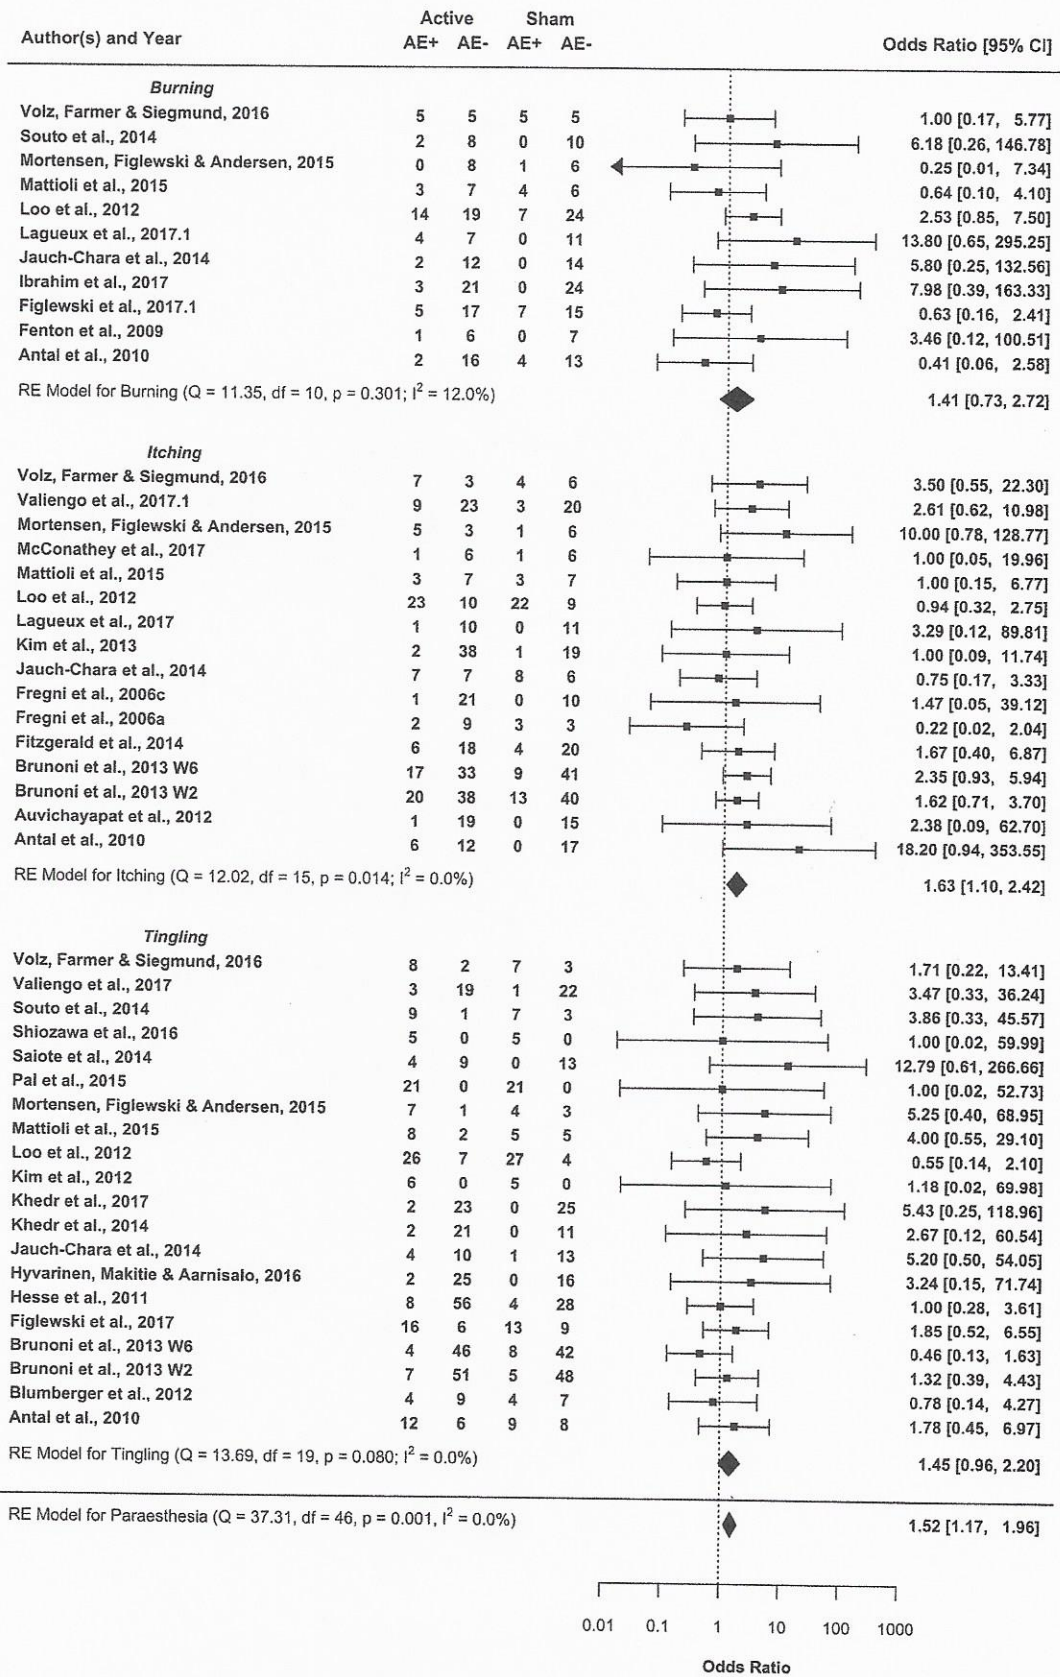 Active Sham
Author(s) and Year AE+ AE- AE+ AE- Odds Ratio [95% CI]
Burning
Volz, Farmer & Siegmund, 2016 5 5 5 5 1.00 [0.17, 5.77]
Souto et al., 2014 2 8 0 10 6.18 [0.26, 146.78]
Mortensen, Figlewski & Andersen, 2015 0 8 1 6 0.25 [0.01, 7.34]
Mattioli et al., 2015 3 7 4 6 0.64 [0.10, 4.10]
Loo et al., 2012 14 19 7 24 2.53 [0.85, 7.50]
Lagueux et al., 2017.1 4 7 0 11 13.80 [0.65, 295.25]
Jauch-Chara et al., 2014 2 12 0 14 5.80 [0.25, 132.56]
Ibrahim et al., 2017 3 21 0 24 7.98 [0.39, 163.33]
Figlewski et al., 2017.1 5 17 7 15 0.63 [0.16, 2.41]
Fenton et al., 2009 1 6 0 7 3.46 [0.12, 100.51]
Antal et al., 2010 2 16 4 13 0.41 [0.06, 2.58]
RE Model for Burning (Q = 11.35, df = 10, p = 0.301; I² = 12.0%) 1.41 [0.73, 2.72]
Itching
Volz, Farmer & Siegmund, 2016 7 3 4 6 3.50 [0.55, 22.30]
Valiengo et al., 2017.1 9 23 3 20 2.61 [0.62, 10.98]
Mortensen, Figlewski & Andersen, 2015 5 3 1 6 10.00 [0.78, 128.77]
McConathey et al., 2017 1 6 1 6 1.00 [0.05, 19.96]
Mattioli et al., 2015 3 7 3 7 1.00 [0.15, 6.77]
Loo et al., 2012 23 10 22 9 0.94 [0.32, 2.75]
Lagueux et al., 2017 1 10 0 11 3.29 [0.12, 89.81]
Kim et al., 2013 2 38 1 19 1.00 [0.09, 11.74]
Jauch-Chara et al., 2014 7 7 8 6 0.75 [0.17, 3.33]
Fregni et al., 2006c 1 21 0 10 1.47 [0.05, 39.12]
Fregni et al., 2006a 2 9 3 3 0.22 [0.02, 2.04]
Fitzgerald et al., 2014 6 18 4 20 1.67 [0.40, 6.87]
Brunoni et al., 2013 W6 17 33 9 41 2.35 [0.93, 5.94]
Brunoni et al., 2013 W2 20 38 13 40 1.62 [0.71, 3.70]
Auvichayapat et al., 2012 1 19 0 15 2.38 [0.09, 62.70]
Antal et al., 2010 6 12 0 17 18.20 [0.94, 353.55]
RE Model for Itching (Q = 12.02, df = 15, p = 0.014; I² = 0.0%) 1.63 [1.10, 2.42]
Tingling
Volz, Farmer & Siegmund, 2016 8 2 7 3 1.71 [0.22, 13.41]
Valiengo et al., 2017 3 19 1 22 3.47 [0.33, 36.24]
Souto et al., 2014 9 1 7 3 3.86 [0.33, 45.57]
Shiozawa et al., 2016 5 0 5 0 1.00 [0.02, 59.99]
Saiote et al., 2014 4 9 0 13 12.79 [0.61, 266.66]
Pal et al., 2015 21 0 21 0 1.00 [0.02, 52.73]
Mortensen, Figlewski & Andersen, 2015 7 1 4 3 5.25 [0.40, 68.95]
Mattioli et al., 2015 8 2 5 5 4.00 [0.55, 29.10]
Loo et al., 2012 26 7 27 4 0.55 [0.14, 2.10]
Kim et al., 2012 6 0 5 0 1.18 [0.02, 69.98]
Khedr et al., 2017 2 23 0 25 5.43 [0.25, 118.96]
Khedr et al., 2014 2 21 0 11 2.67 [0.12, 60.54]
Jauch-Chara et al., 2014 4 10 1 13 5.20 [0.50, 54.05]
Hyvarinen, Makitie & Aarnisalo, 2016 2 25 0 16 3.24 [0.15, 71.74]
Hesse et al., 2011 8 56 4 28 1.00 [0.28, 3.61]
Figlewski et al., 2017 16 6 13 9 1.85 [0.52, 6.55]
Brunoni et al., 2013 W6 4 46 8 42 0.46 [0.13, 1.63]
Brunoni et al., 2013 W2 7 51 5 48 1.32 [0.39, 4.43]
Blumberger et al., 2012 4 9 4 7 0.78 [0.14, 4.27]
Antal et al., 2010 12 6 9 8 1.78 [0.45, 6.97]
RE Model for Tingling (Q = 13.69, df = 19, p = 0.080; I² = 0.0%) 1.45 [0.96, 2.20]
RE Model for Paraesthesia (Q = 37.31, df = 46, p = 0.001, I² = 0.0%) 1.52 [1.17, 1.96]
0.01 0.1 1 10 100 1000
Odds Ratio